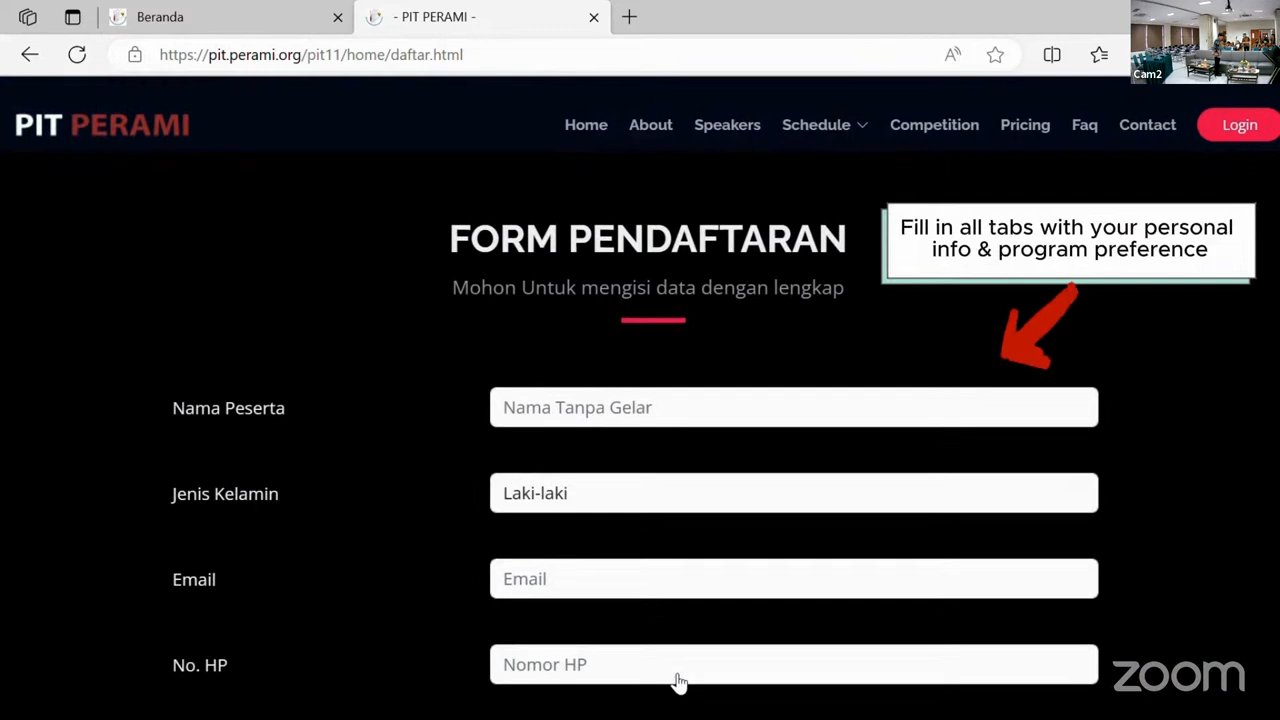 Beranda
- PIT PERAMI -
https://pit.perami.org/pit11/home/daftar.html
Cam2
PIT PERAMI
Home
About
Speakers
Schedule
Competition
Pricing
Faq
Contact
Login
FORM PENDAFTARAN
Mohon Untuk mengisi data dengan lengkap
Fill in all tabs with your personal
info & program preference
Nama Peserta
Nama Tanpa Gelar
Jenis Kelamin
Laki-laki
Email
Email
No. HP
Nomor HP
zoom